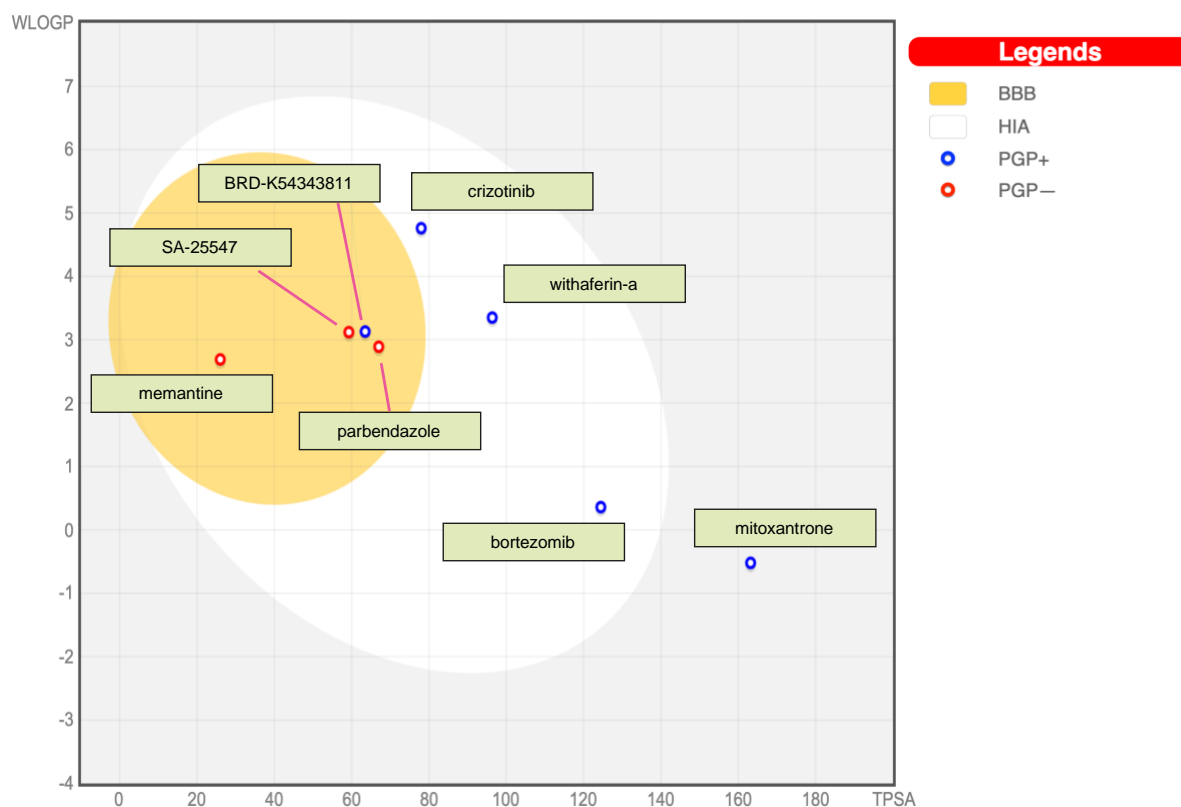 WLOGP
7
6
5
4
3
2
1
0
-1
-2
-3
-4
0 20 40 60 80 100 120 140 160 180 TPSA
BRD-K54343811
crizotinib
SA-25547
withaferin-a
memantine
parbendazole
bortezomib
mitoxantrone
Legends
BBB
HIA
PGP+
PGP—